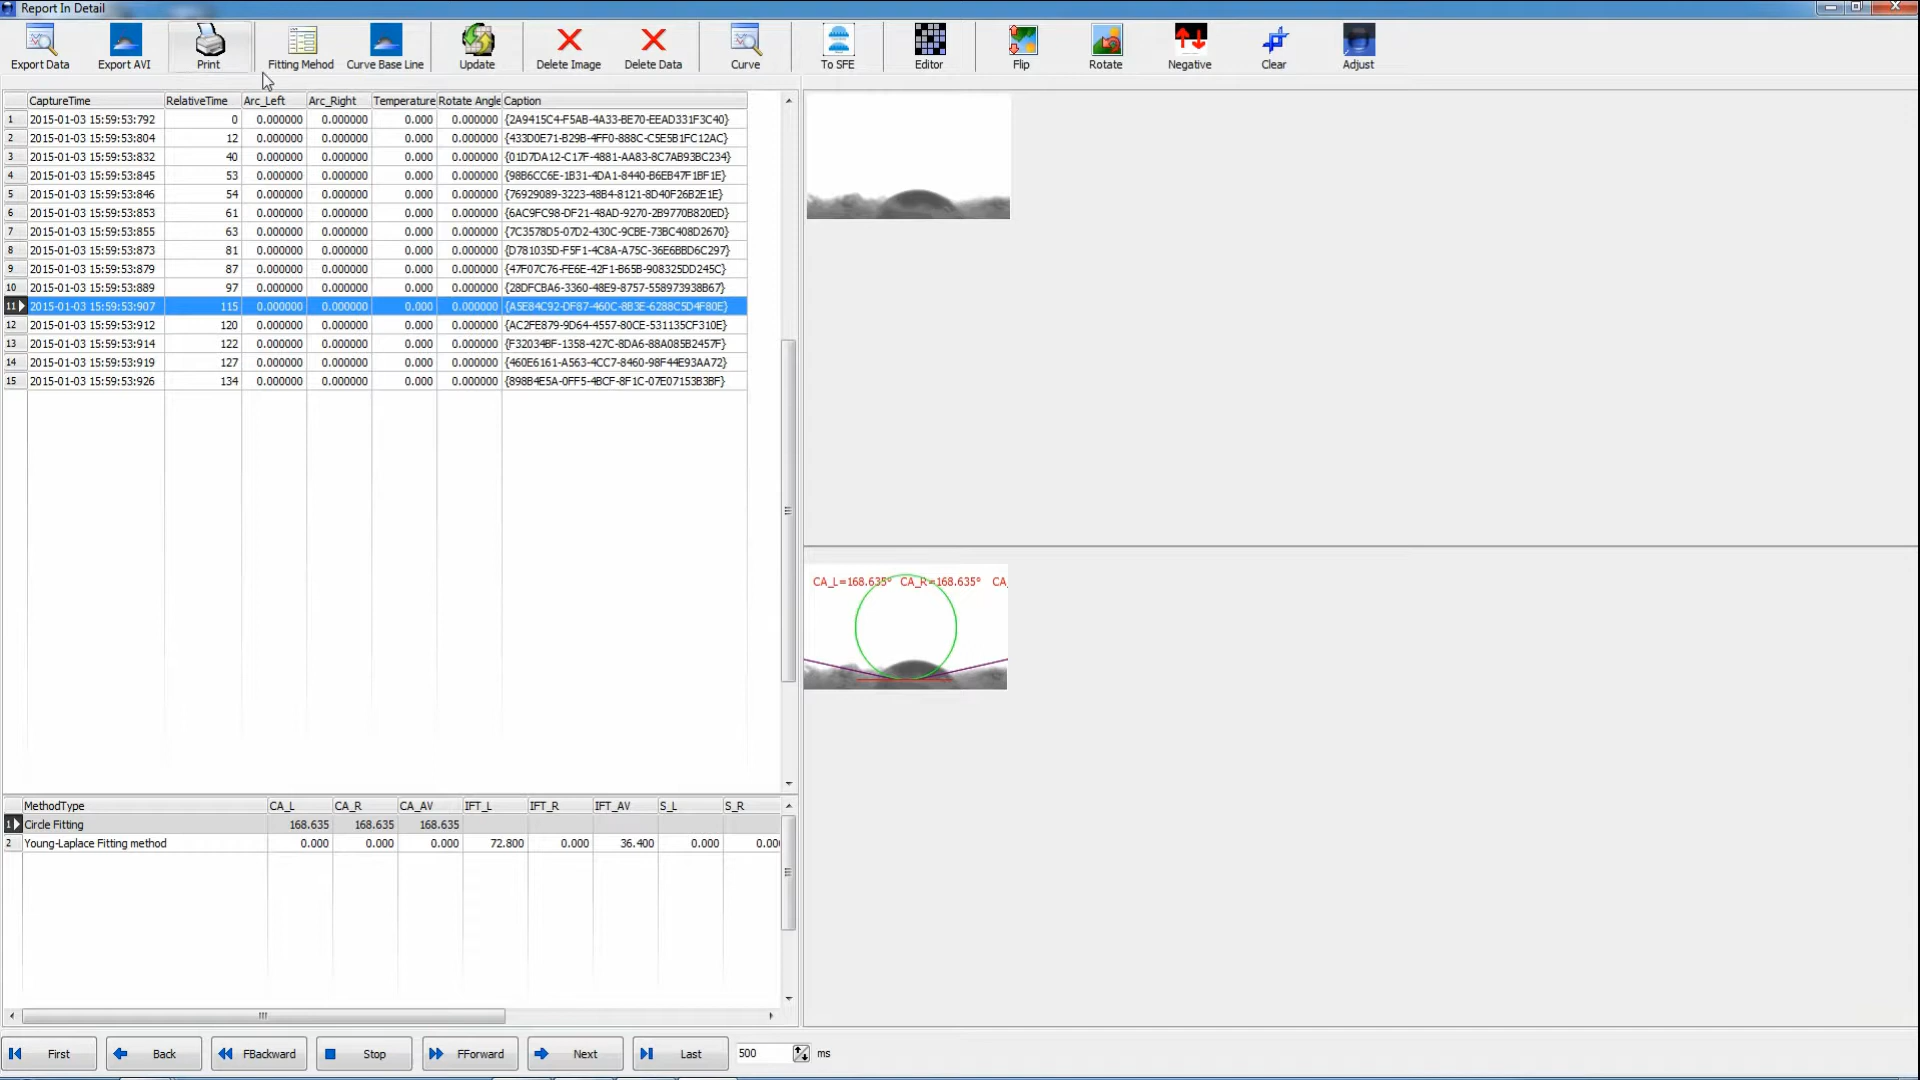 Report In Detail
Export Data Export AVI Print Fitting Mehod Curve Base Line Update Delete Image Delete Data Curve To SFE Editor Flip Rotate Negative Clear Adjust
CaptureTime RelativeTime Arc_Left Arc_Right Temperature Rotate Angle Caption
1 2015-01-03 15:59:53:792 0 0.000000 0.000000 0.000 0.000000 {2A9415C4-F5AB-4A33-BE70-EEAD331F3C40}
2 2015-01-03 15:59:53:804 12 0.000000 0.000000 0.000 0.000000 {433D0E71-B29B-4FF0-888C-C5E5B1FC12AC}
3 2015-01-03 15:59:53:832 40 0.000000 0.000000 0.000 0.000000 {01D7DA12-C17F-4881-AA83-8C7AB93BC234}
4 2015-01-03 15:59:53:845 53 0.000000 0.000000 0.000 0.000000 {98B6CC6E-1B31-4DA1-8440-B6EB47F1BF1E}
5 2015-01-03 15:59:53:846 54 0.000000 0.000000 0.000 0.000000 {76929089-3223-48B4-8121-8D40F26B2E1E}
6 2015-01-03 15:59:53:853 61 0.000000 0.000000 0.000 0.000000 {6AC9FC98-DF21-48AD-9270-2B9770B820ED}
7 2015-01-03 15:59:53:855 63 0.000000 0.000000 0.000 0.000000 {7C3578D5-07D2-430C-9CBE-73BC408D2670}
8 2015-01-03 15:59:53:873 81 0.000000 0.000000 0.000 0.000000 {D781035D-F5F1-4C8A-A75C-36E6BBD6C297}
9 2015-01-03 15:59:53:879 87 0.000000 0.000000 0.000 0.000000 {47F07C76-FE6E-42F1-B65B-908325DD245C}
10 2015-01-03 15:59:53:889 97 0.000000 0.000000 0.000 0.000000 {28DFCBA6-3360-48E9-8757-558973938B67}
11 2015-01-03 15:59:53:907 115 0.000000 0.000000 0.000 0.000000 {A5E84C92-DF87-460C-8B3E-6288C5D4F80E}
12 2015-01-03 15:59:53:912 120 0.000000 0.000000 0.000 0.000000 {AC2FE879-9D64-4557-80CE-531135CF310E}
13 2015-01-03 15:59:53:914 122 0.000000 0.000000 0.000 0.000000 {F32034BF-1358-427C-8DA6-88A085B2457F}
14 2015-01-03 15:59:53:919 127 0.000000 0.000000 0.000 0.000000 {460E6161-A563-4CC7-8460-98F44E93AA72}
15 2015-01-03 15:59:53:926 134 0.000000 0.000000 0.000 0.000000 {898B4E5A-0FF5-4BCF-8F1C-07E07153B3BF}
CA_L=168.635° CA_R=168.635° CA_
MethodType CA_L CA_R CA_AV IFT_L IFT_R IFT_AV S_L S_R
1 Circle Fitting 168.635 168.635 168.635
2 Young-Laplace Fitting method 0.000 0.000 0.000 72.800 0.000 36.400 0.000 0.000
First Back FBackward Stop FForward Next Last 500 ms